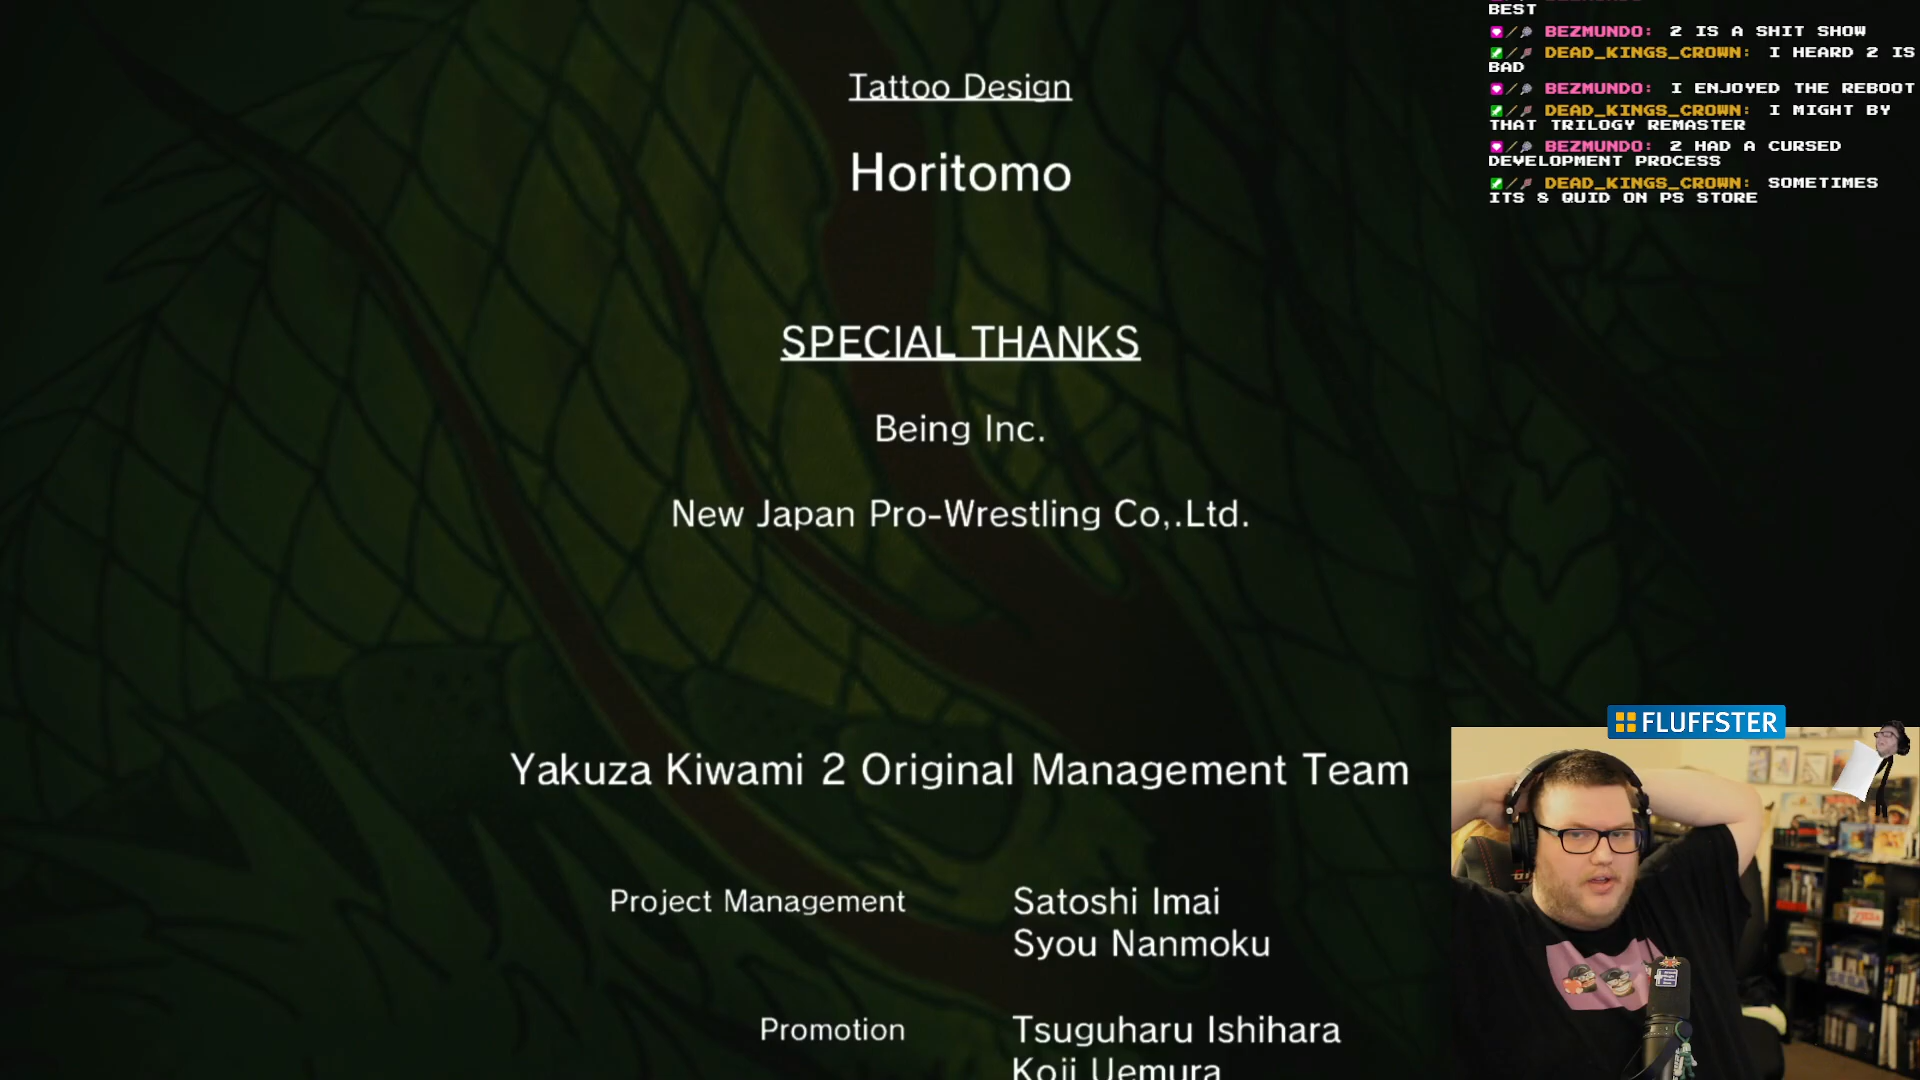 Tattoo Design
Horitomo
SPECIAL THANKS
Being Inc.
New Japan Pro-Wrestling Co,.Ltd.
Yakuza Kiwami 2 Original Management Team
Project Management
Satoshi Imai
Syou Nanmoku
Promotion
Tsuguharu Ishihara
Koji Uemura
BEST
BEZMUNDO: 2 IS A SHIT SHOW
DEAD_KINGS_CROWN: I HEARD 2 IS
BAD
BEZMUNDO: I ENJOYED THE REBOOT
DEAD_KINGS_CROWN: I MIGHT BY
THAT TRILOGY REMASTER
BEZMUNDO: 2 HAD A CURSED
DEVELOPMENT PROCESS
DEAD_KINGS_CROWN: SOMETIMES
ITS 8 QUID ON PS STORE
FLUFFSTER